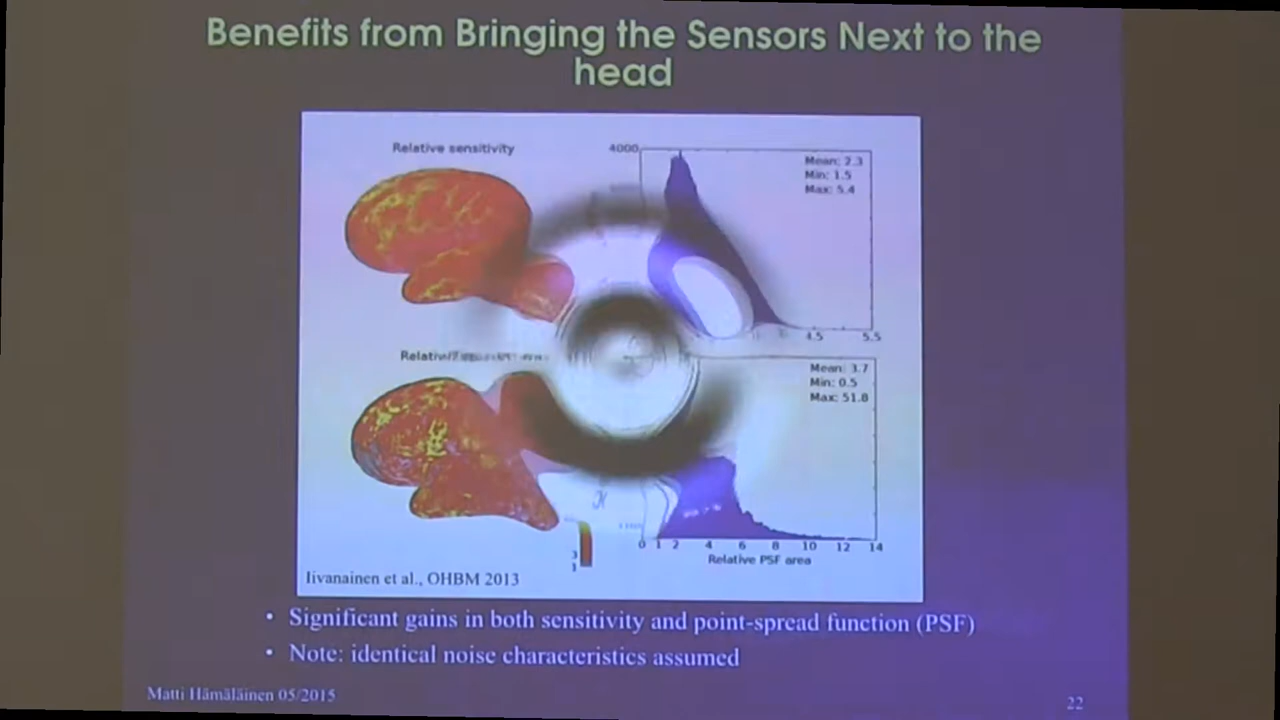 Benefits from Bringing the Sensors Next to the
head
Relative sensitivity
4000
Mean: 2.3
Min: 1.5
Max: 5.4
4.5 5.5
Mean: 3.7
Min: 0.5
Max: 51.8
3
1
0 1 2 4 6 8 10 12 14
Relative PSF area
Iivanainen et al., OHBM 2013
• Significant gains in both sensitivity and point-spread function (PSF)
• Note: identical noise characteristics assumed
Matti Hämäläinen 05/2015
22